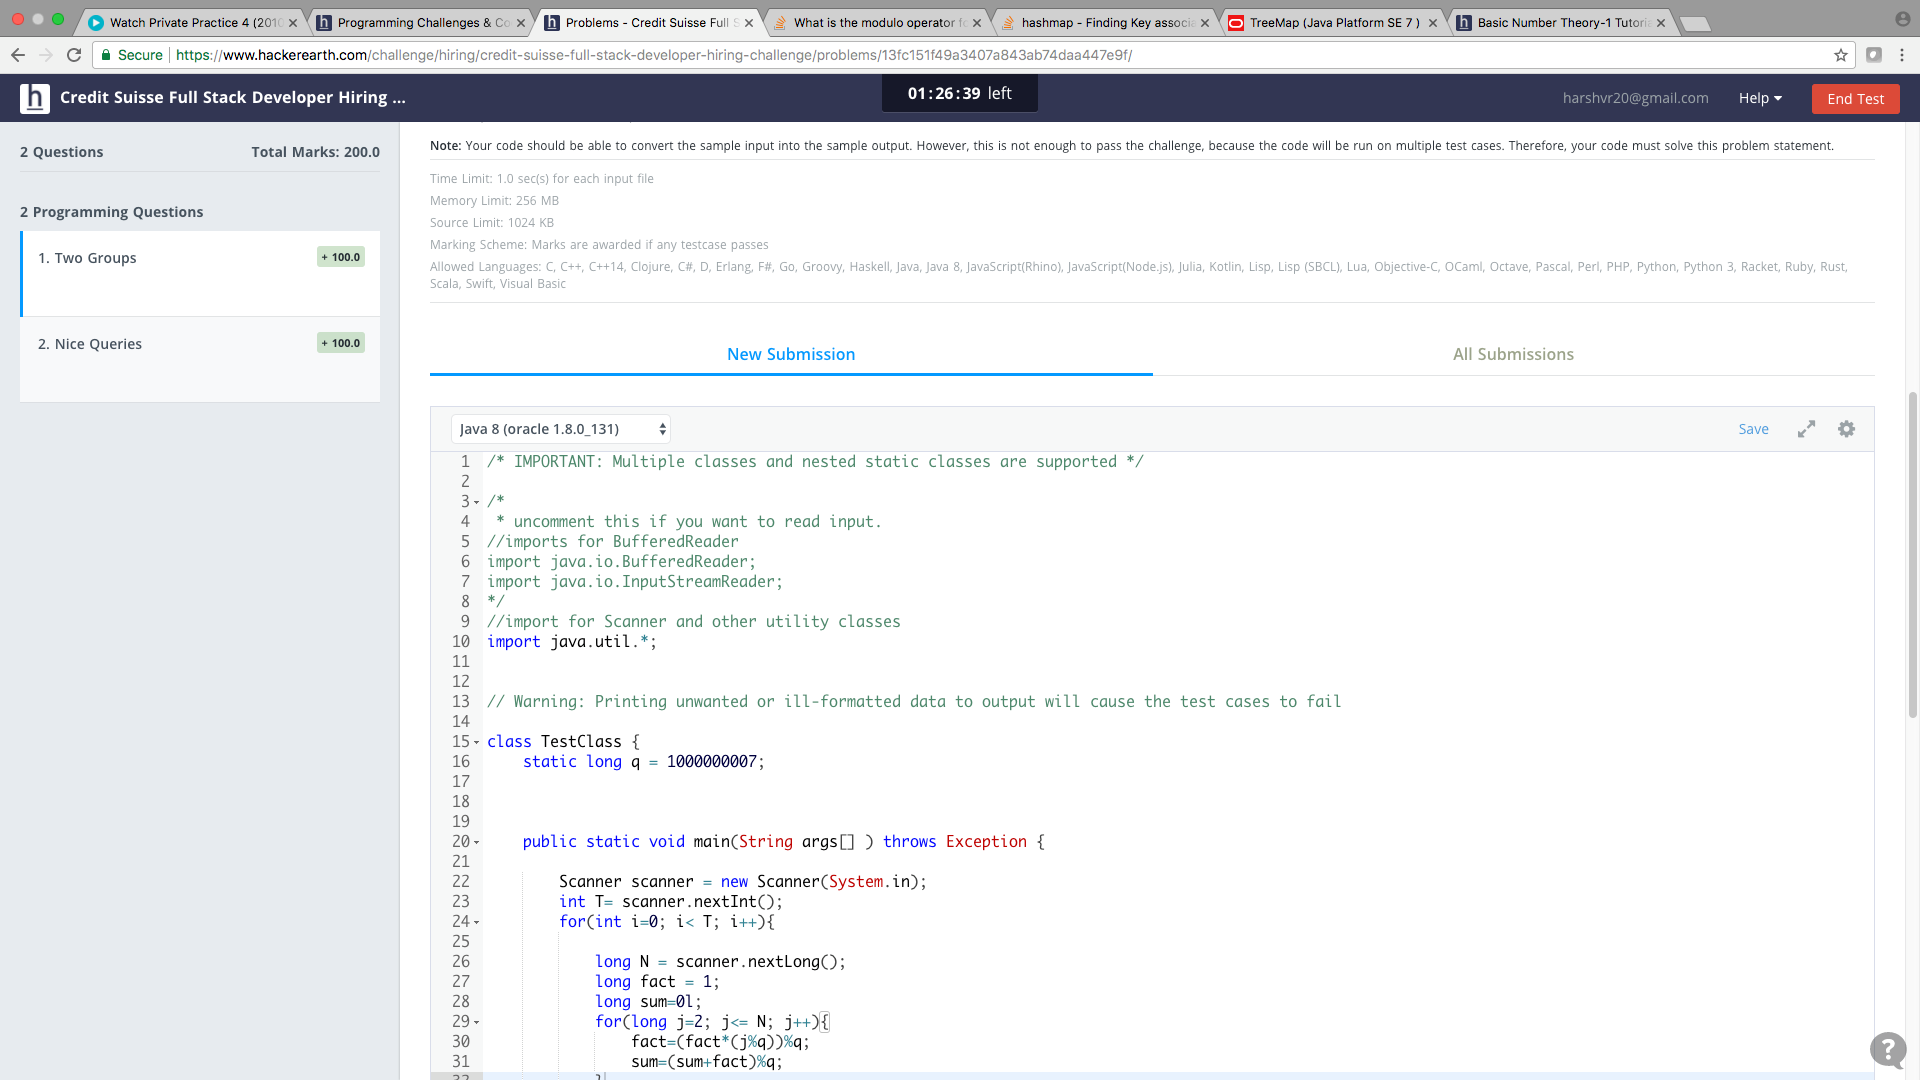 Watch Private Practice 4 (201
Programming Challenges & Co
Problems - Credit Suisse Full S
What is the modulo operator f
hashmap - Finding Key associa
TreeMap (Java Platform SE 7 )
Basic Number Theory-1 Tutoria
Secure https://www.hackerearth.com/challenge/hiring/credit-suisse-full-stack-developer-hiring-challenge/problems/13fc151f49a3407a843ab74daa447e9f/
h Credit Suisse Full Stack Developer Hiring ...
01:26:39 left
harshvr20@gmail.com
Help
End Test
2 Questions Total Marks: 200.0
2 Programming Questions
1. Two Groups + 100.0
2. Nice Queries + 100.0
Note: Your code should be able to convert the sample input into the sample output. However, this is not enough to pass the challenge, because the code will be run on multiple test cases. Therefore, your code must solve this problem statement.
Time Limit: 1.0 sec(s) for each input file
Memory Limit: 256 MB
Source Limit: 1024 KB
Marking Scheme: Marks are awarded if any testcase passes
Allowed Languages: C, C++, C++14, Clojure, C#, D, Erlang, F#, Go, Groovy, Haskell, Java, Java 8, JavaScript(Rhino), JavaScript(Node.js), Julia, Kotlin, Lisp, Lisp (SBCL), Lua, Objective-C, OCaml, Octave, Pascal, Perl, PHP, Python, Python 3, Racket, Ruby, Rust,
Scala, Swift, Visual Basic
New Submission
All Submissions
Java 8 (oracle 1.8.0_131)
Save
1 /* IMPORTANT: Multiple classes and nested static classes are supported */
2
3 /*
4  * uncomment this if you want to read input.
5 //imports for BufferedReader
6 import java.io.BufferedReader;
7 import java.io.InputStreamReader;
8 */
9 //import for Scanner and other utility classes
10 import java.util.*;
11
12
13 // Warning: Printing unwanted or ill-formatted data to output will cause the test cases to fail
14
15 class TestClass {
16     static long q = 1000000007;
17
18
19
20     public static void main(String args[] ) throws Exception {
21
22         Scanner scanner = new Scanner(System.in);
23         int T= scanner.nextInt();
24         for(int i=0; i< T; i++){
25
26             long N = scanner.nextLong();
27             long fact = 1;
28             long sum=0l;
29             for(long j=2; j<= N; j++){
30                 fact=(fact*(j%q))%q;
31                 sum=(sum+fact)%q;
32             }
?